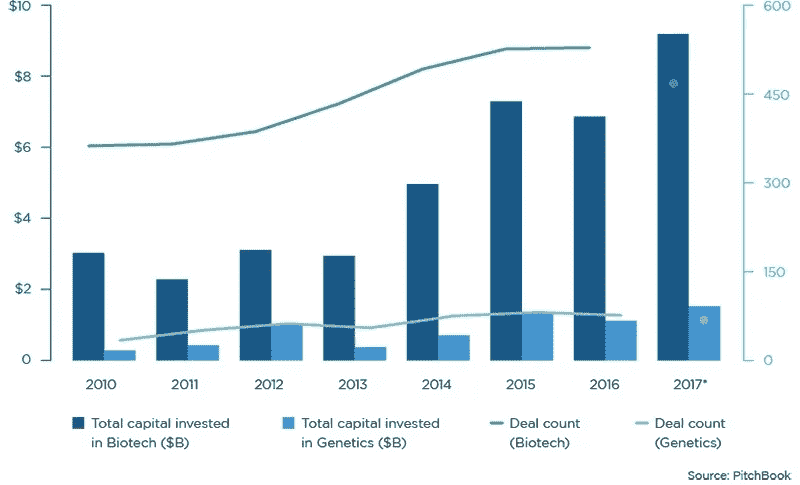 $10
$8
$6
$4
$2
0
600
450
300
150
0
2010 2011 2012 2013 2014 2015 2016 2017*
Total capital invested
in Biotech ($B)
Total capital invested
in Genetics ($B)
Deal count
(Biotech)
Deal count
(Genetics)
Source: PitchBook